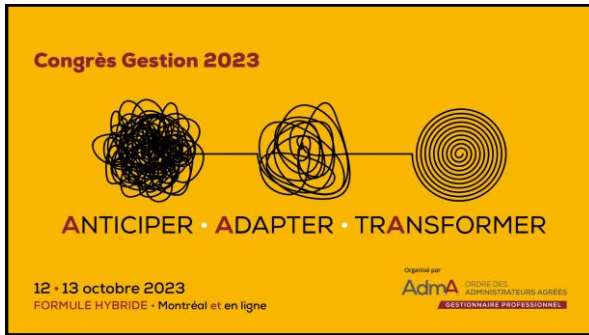 Congrès Gestion 2023
ANTICIPER • ADAPTER • TRANSFORMER
12 • 13 octobre 2023
FORMULE HYBRIDE • Montréal et en ligne
Organisé par
AdmA ORDRE DES
ADMINISTRATEURS AGRÉÉS
GESTIONNAIRE PROFESSIONNEL